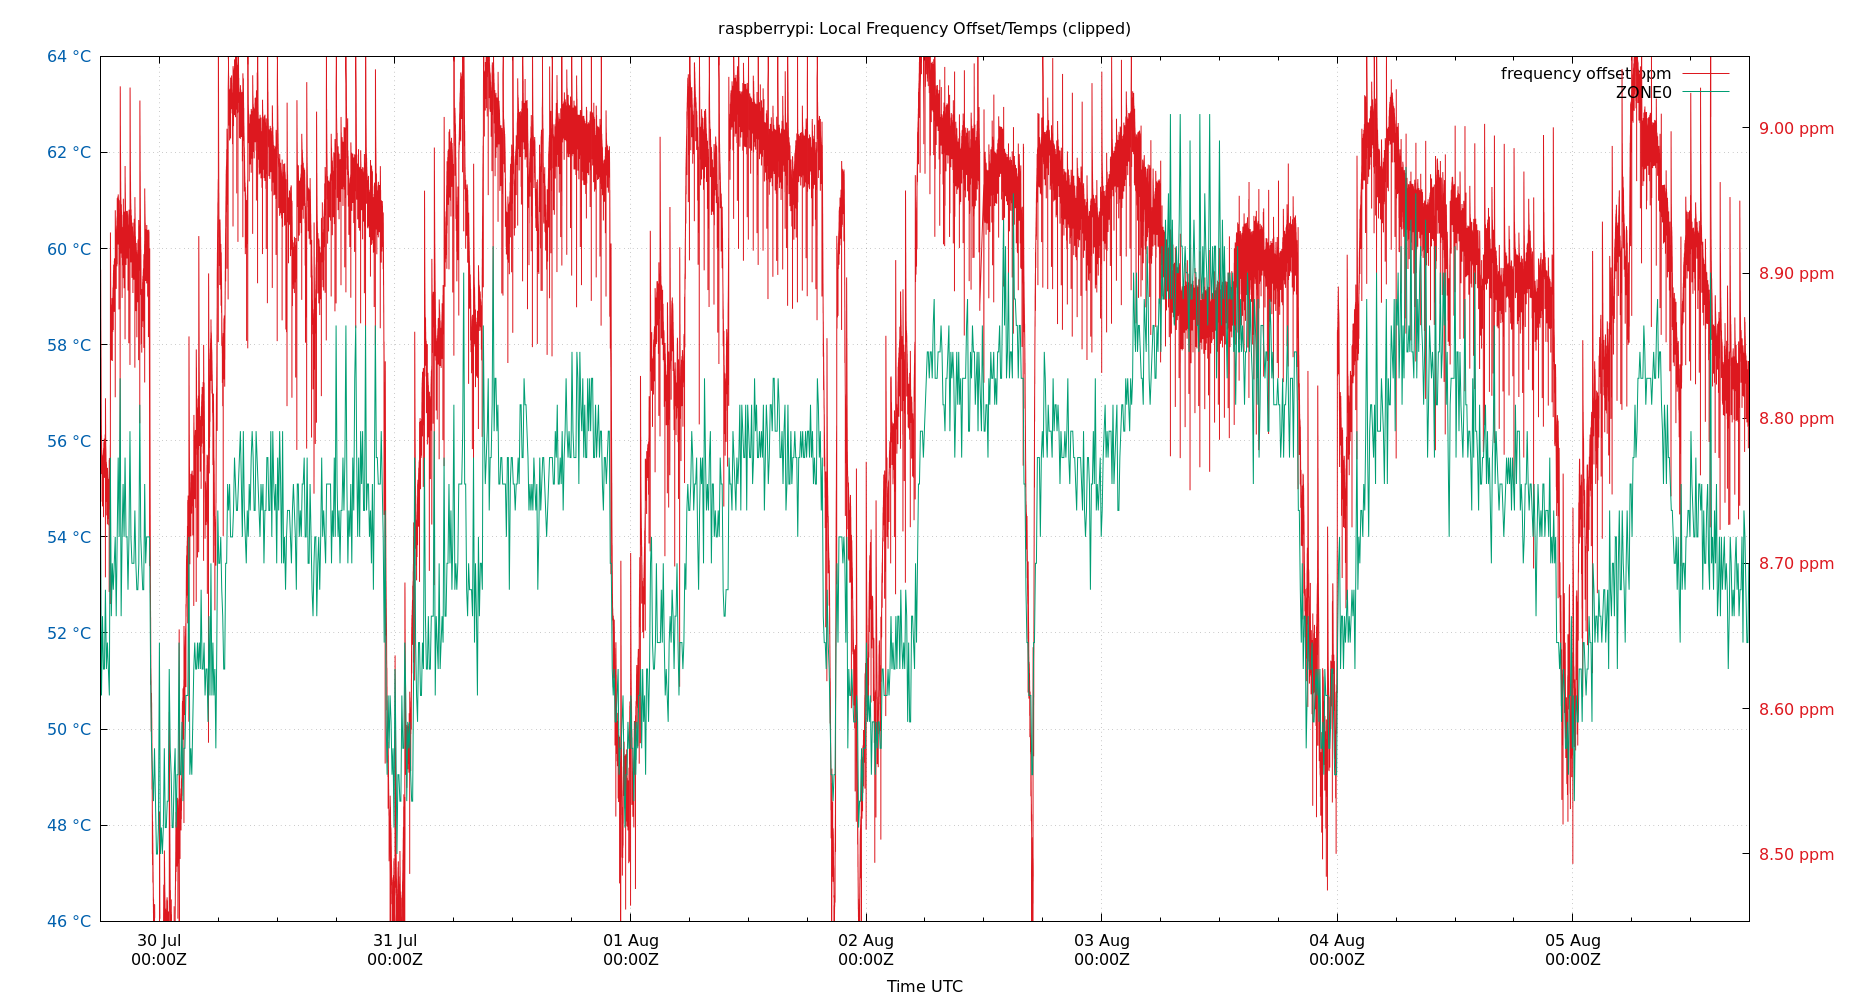 raspberrypi: Local Frequency Offset/Temps (clipped)
64 °C
62 °C
60 °C
58 °C
56 °C
54 °C
52 °C
50 °C
48 °C
46 °C
frequency offset ppm
ZONE0
9.00 ppm
8.90 ppm
8.80 ppm
8.70 ppm
8.60 ppm
8.50 ppm
30 Jul
00:00Z
31 Jul
00:00Z
01 Aug
00:00Z
02 Aug
00:00Z
03 Aug
00:00Z
04 Aug
00:00Z
05 Aug
00:00Z
Time UTC